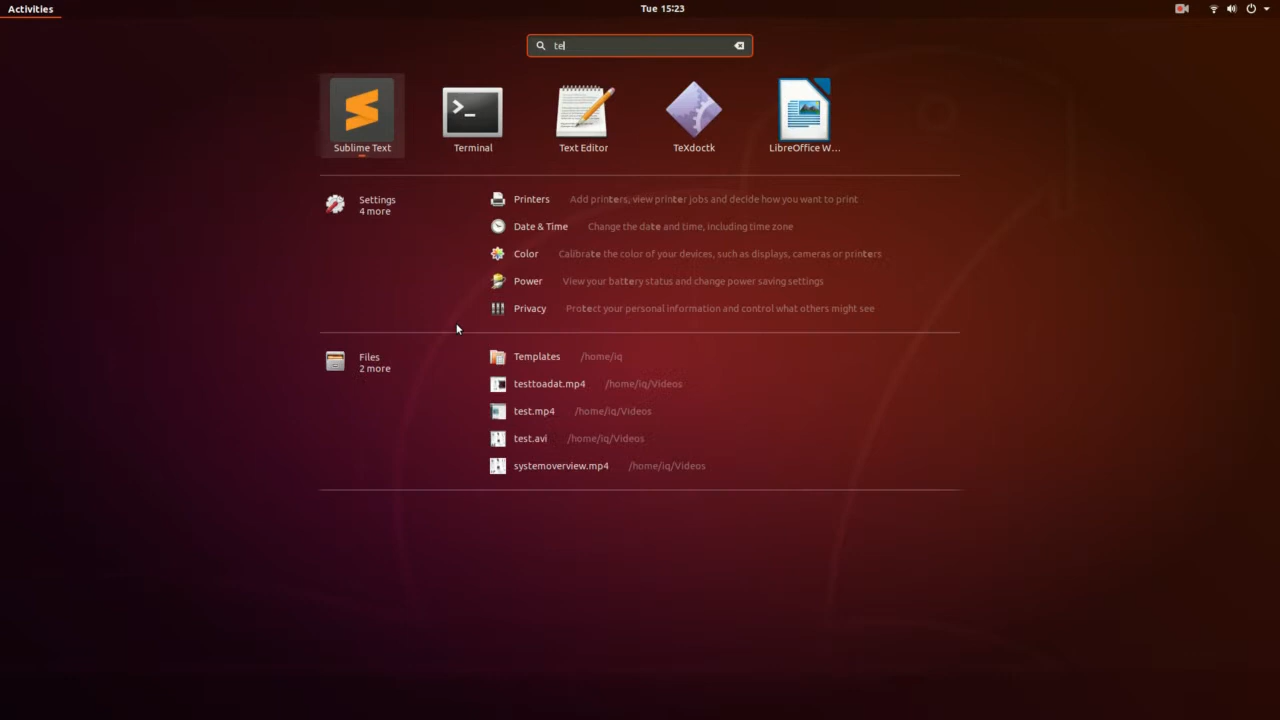 Activities
Tue 15:23
te
Sublime Text
Terminal
Text Editor
TeXdoctk
LibreOffice W...
Settings
4 more
Printers Add printers, view printer jobs and decide how you want to print
Date & Time Change the date and time, including time zone
Color Calibrate the color of your devices, such as displays, cameras or printers
Power View your battery status and change power saving settings
Privacy Protect your personal information and control what others might see
Files
2 more
Templates /home/iq
testtoadat.mp4 /home/iq/Videos
test.mp4 /home/iq/Videos
test.avi /home/iq/Videos
systemoverview.mp4 /home/iq/Videos